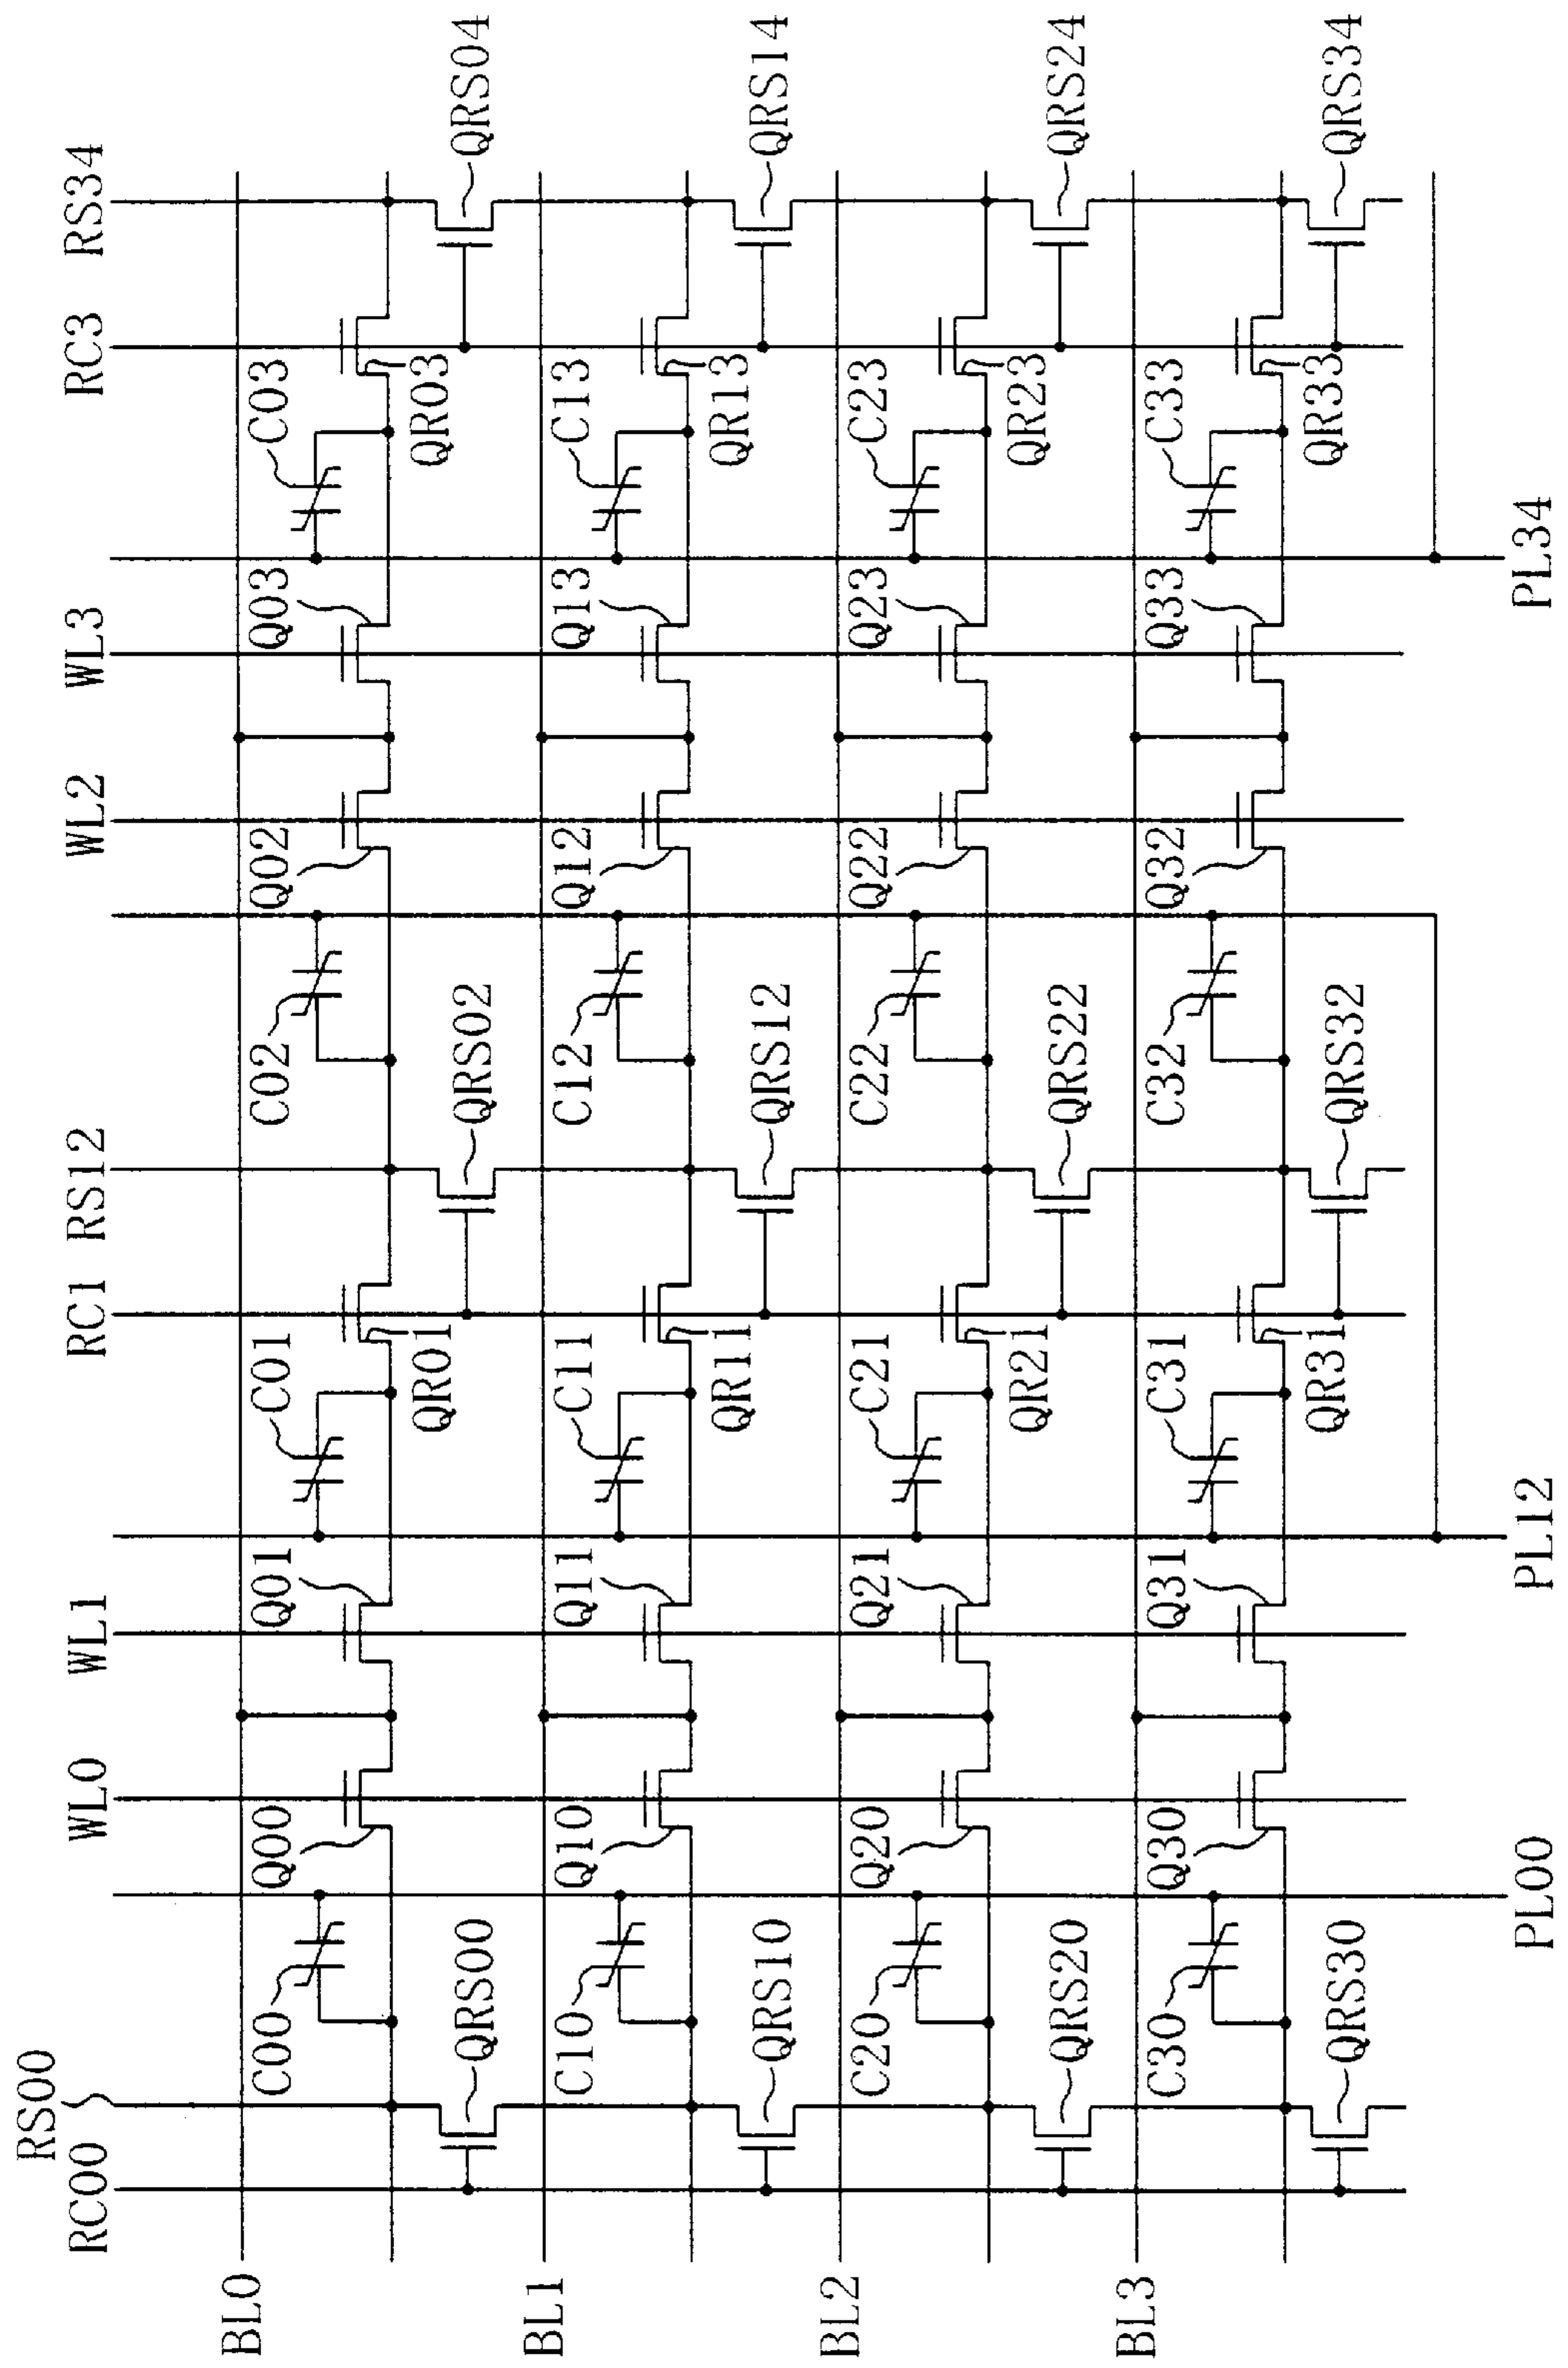 RS00
RC00 WL0 WL1 RC1 RS12 WL2 WL3 RC3 RS34
BL0
C00 Q00 Q01 C01 C02 Q02 Q03 C03
QRS00 QR01 QRS02 QR03 QRS04
BL1
C10 Q10 Q11 C11 C12 Q12 Q13 C13
QRS10 QR11 QRS12 QR13 QRS14
BL2
C20 Q20 Q21 C21 C22 Q22 Q23 C23
QRS20 QR21 QRS22 QR23 QRS24
BL3
C30 Q30 Q31 C31 C32 Q32 Q33 C33
QRS30 QR31 QRS32 QR33 QRS34
PL00 PL12 PL34